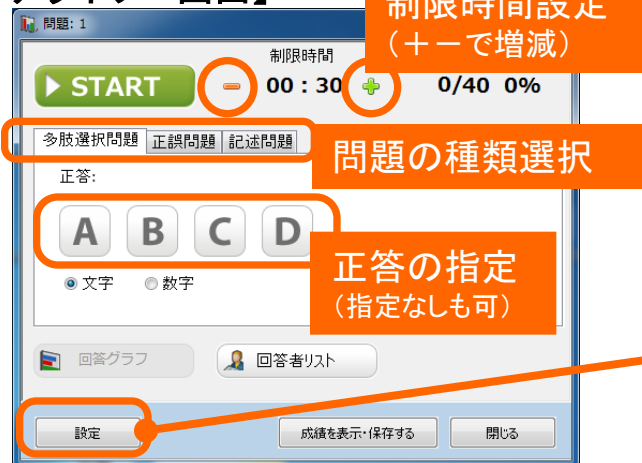 制限時間設定
(＋－で増減)
問題: 1
制限時間
START
00 : 30
0/40 0%
多肢選択問題 正誤問題 記述問題
問題の種類選択
正答:
A B C D
正答の指定
(指定なしも可)
文字 数字
回答グラフ 回答者リスト
設定 成績を表示・保存する 閉じる